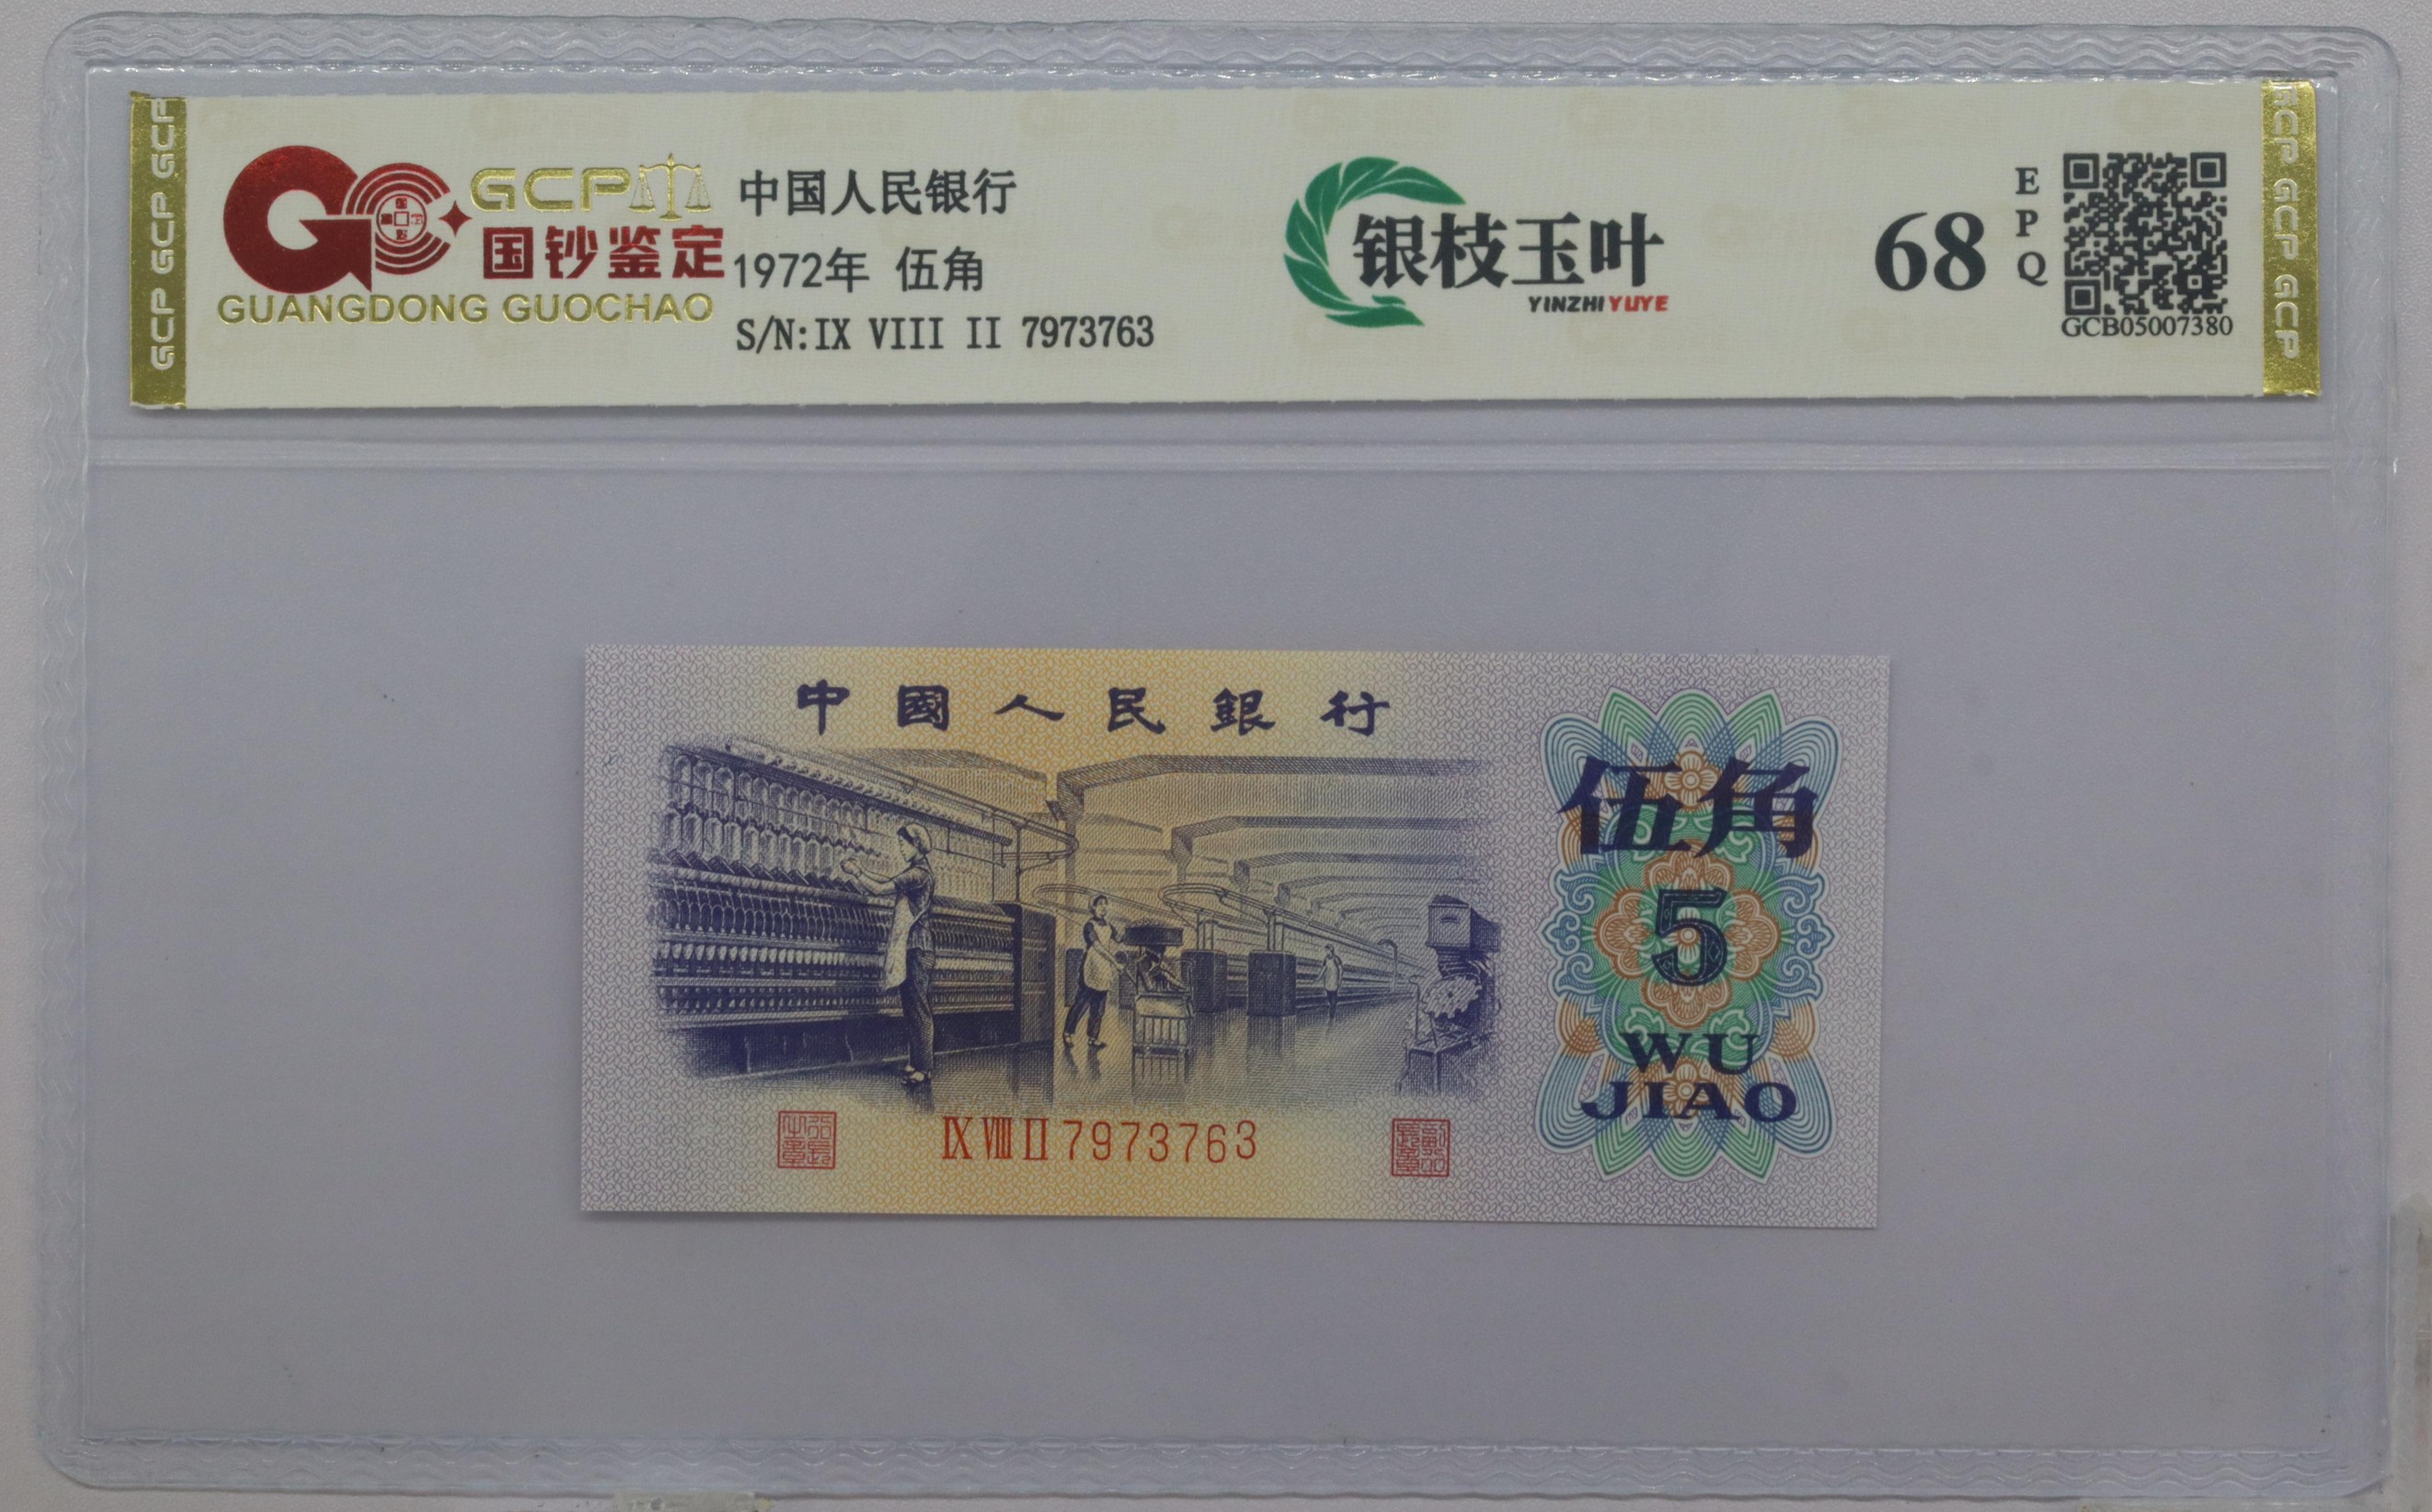 GCP GCP GCP
GCP
国钞鉴定
GUANGDONG GUOCHAO
中国人民银行
1972年 伍角
S/N:IX VIII II 7973763
银枝玉叶
YINZHI YUYE
68
EPQ
GCB05007380
GCP GCP GCP GCP
中國人民銀行
伍角
5
WU
JIAO
IX VIII II 7973763